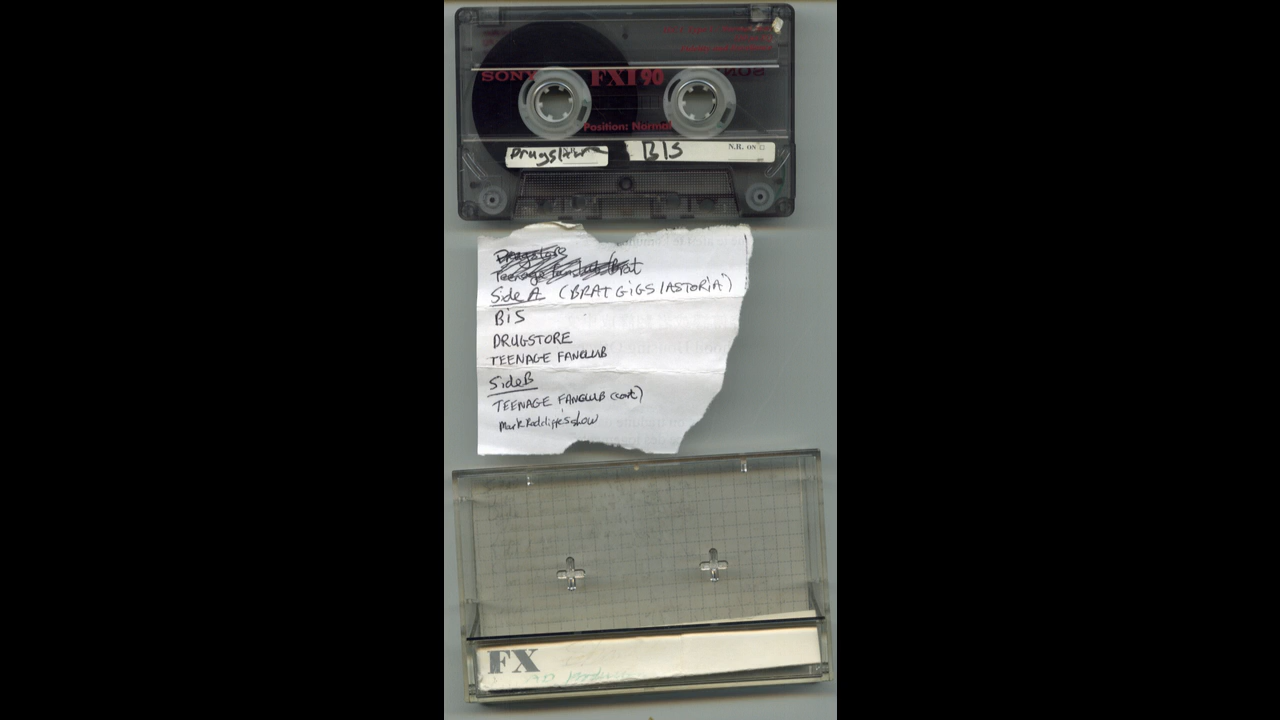 SONY FXI 90
Position: Normal
Drugstore BIS
N.R. ON
Drugstore
Teenage fanclub (Brat
Side A (BRAT GiGS / ASTORiA)
BiS
DRUGSTORE
TEENAGE FANCLUB
Side B
TEENAGE FANCLUB (cont)
Mark Radcliffe's show
FX